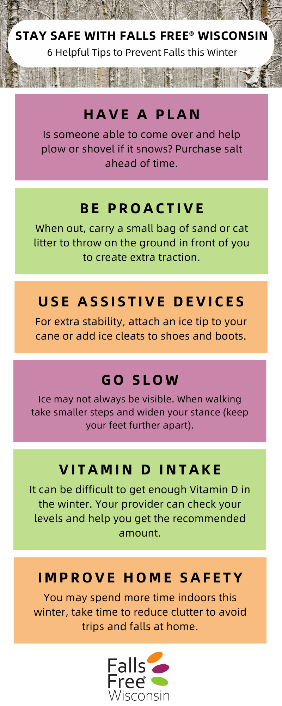 STAY SAFE WITH FALLS FREE® WISCONSIN
6 Helpful Tips to Prevent Falls this Winter
HAVE A PLAN
Is someone able to come over and help
plow or shovel if it snows? Purchase salt
ahead of time.
BE PROACTIVE
When out, carry a small bag of sand or cat
litter to throw on the ground in front of you
to create extra traction.
USE ASSISTIVE DEVICES
For extra stability, attach an ice tip to your
cane or add ice cleats to shoes and boots.
GO SLOW
Ice may not always be visible. When walking
take smaller steps and widen your stance (keep
your feet further apart).
VITAMIN D INTAKE
It can be difficult to get enough Vitamin D in
the winter. Your provider can check your
levels and help you get the recommended
amount.
IMPROVE HOME SAFETY
You may spend more time indoors this
winter, take time to reduce clutter to avoid
trips and falls at home.
Falls
Free®
Wisconsin